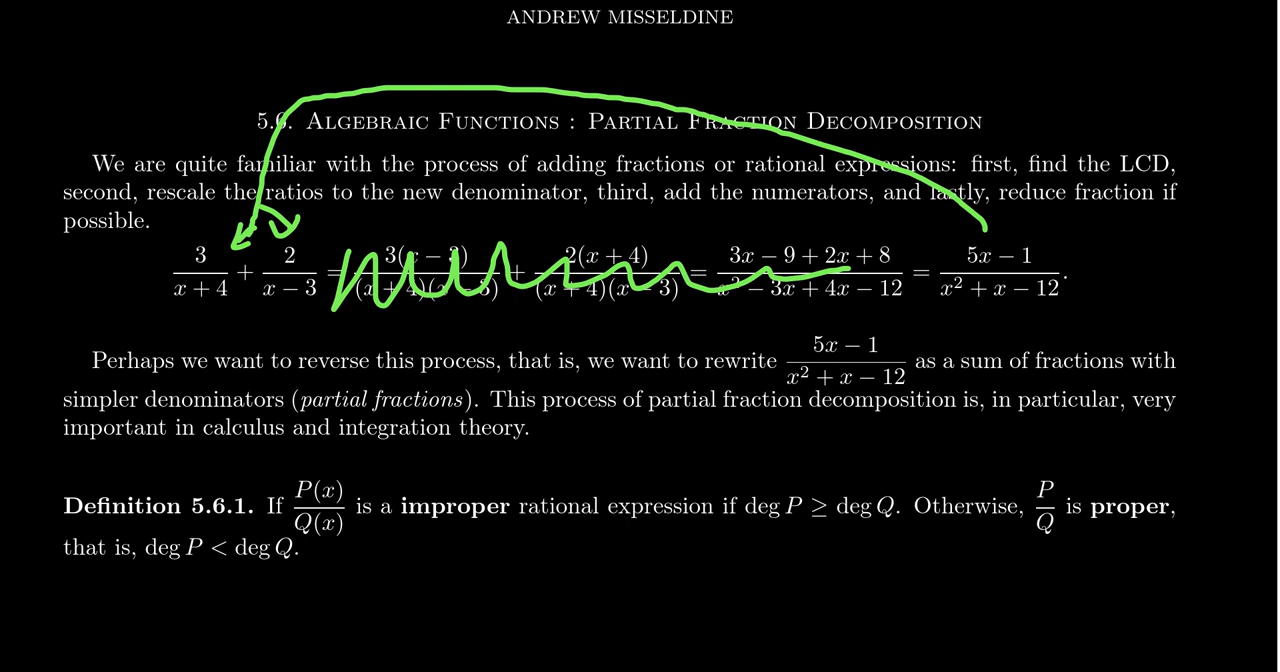 ANDREW MISSELDINE
5.6. ALGEBRAIC FUNCTIONS : PARTIAL FRACTION DECOMPOSITION
We are quite familiar with the process of adding fractions or rational expressions: first, find the LCD,
second, rescale the ratios to the new denominator, third, add the numerators, and lastly, reduce fraction if
possible.
3/(x + 4) + 2/(x − 3) = 3(x − 3)/((x + 4)(x − 3)) + 2(x + 4)/((x + 4)(x − 3)) = (3x − 9 + 2x + 8)/(x² − 3x + 4x − 12) = (5x − 1)/(x² + x − 12).
Perhaps we want to reverse this process, that is, we want to rewrite (5x − 1)/(x² + x − 12) as a sum of fractions with
simpler denominators (partial fractions). This process of partial fraction decomposition is, in particular, very
important in calculus and integration theory.
Definition 5.6.1. If P(x)/Q(x) is a improper rational expression if deg P ≥ deg Q. Otherwise, P/Q is proper,
that is, deg P < deg Q.